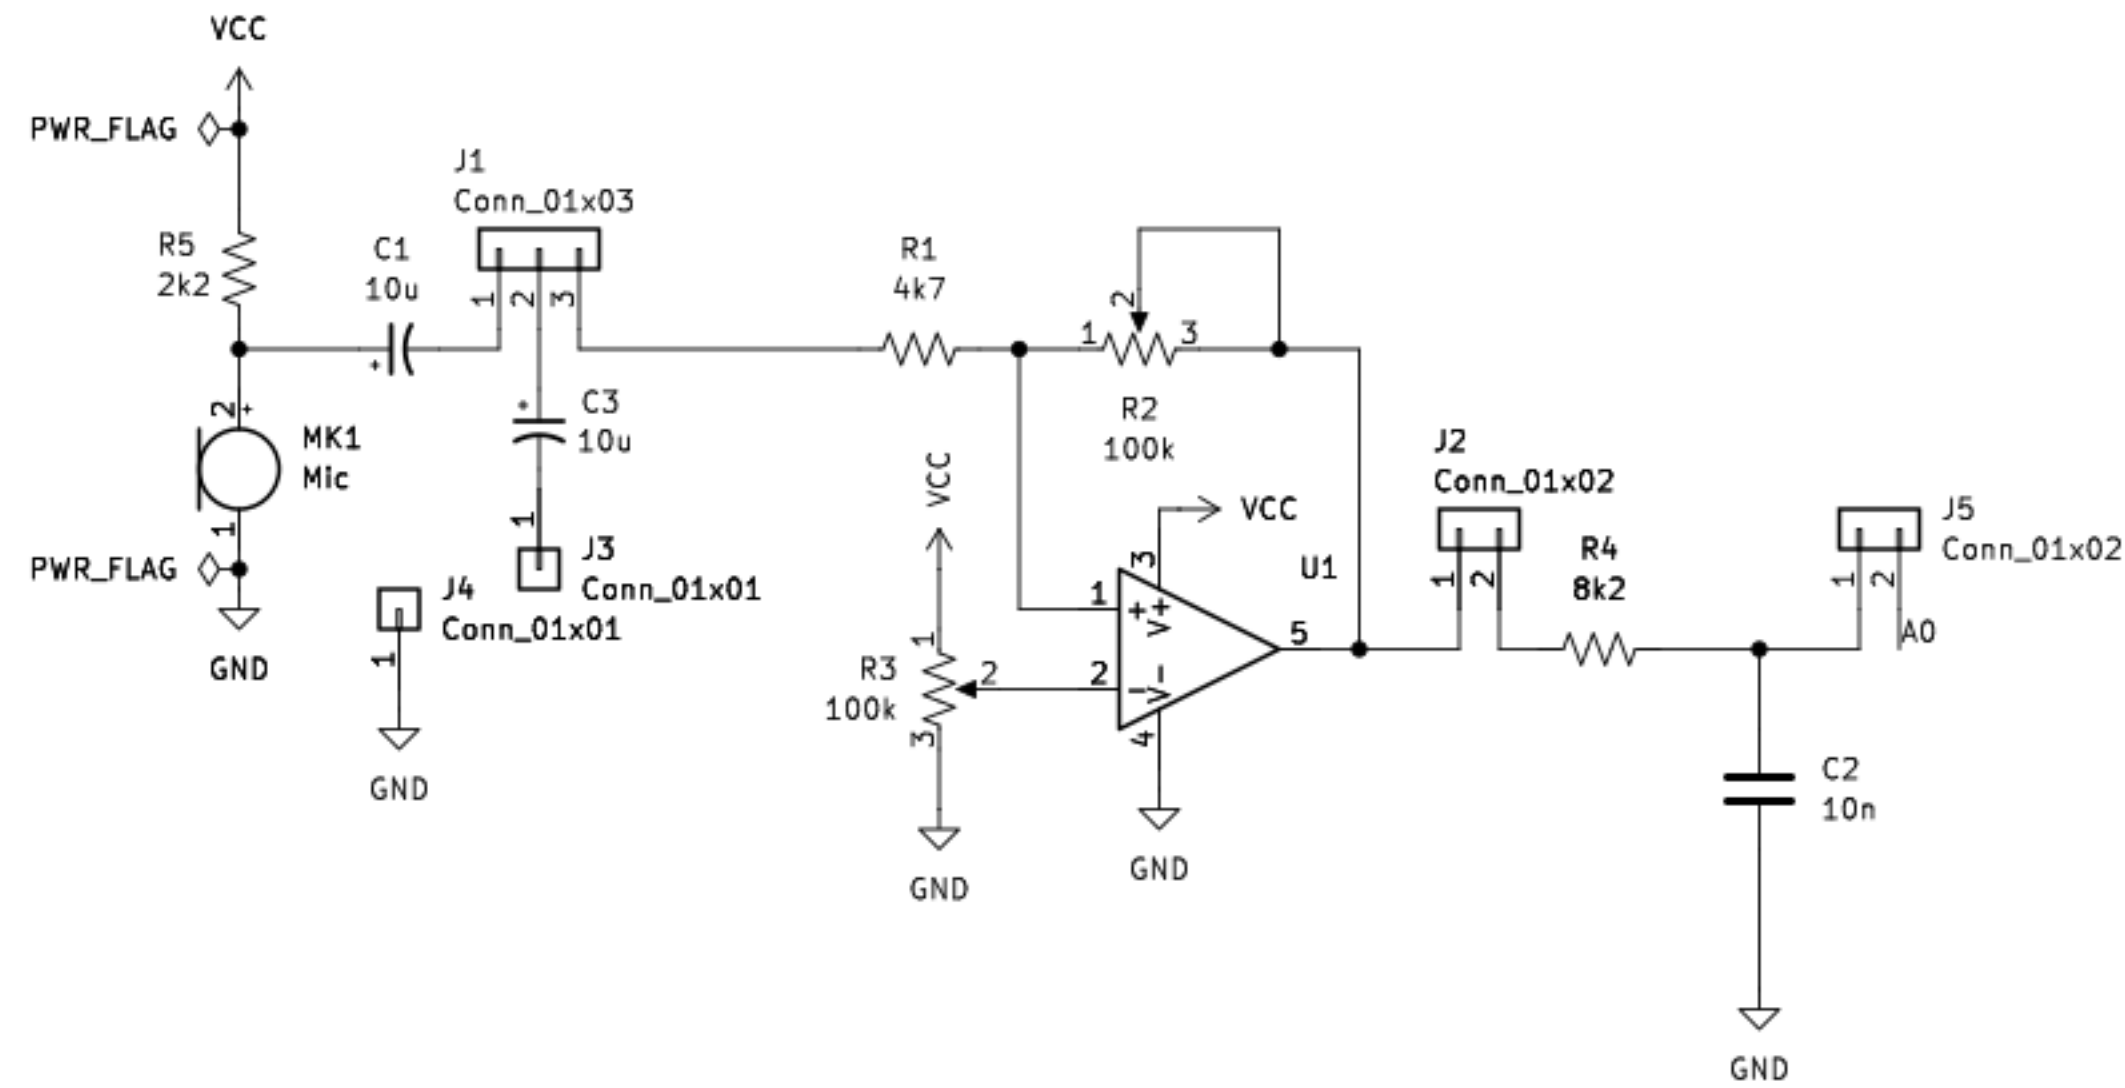 VCC
PWR_FLAG
R5
2k2
C1
10u
J1
Conn_01x03
1
2
3
R1
4k7
2
1
3
R2
100k
C3
10u
2
+
MK1
Mic
1
PWR_FLAG
GND
1
J3
Conn_01x01
J4
Conn_01x01
1
GND
VCC
R3
100k
1
2
3
GND
VCC
3
U1
1
+
V+
2
-
V-
4
5
GND
J2
Conn_01x02
1
2
R4
8k2
J5
Conn_01x02
1
2
A0
C2
10n
GND